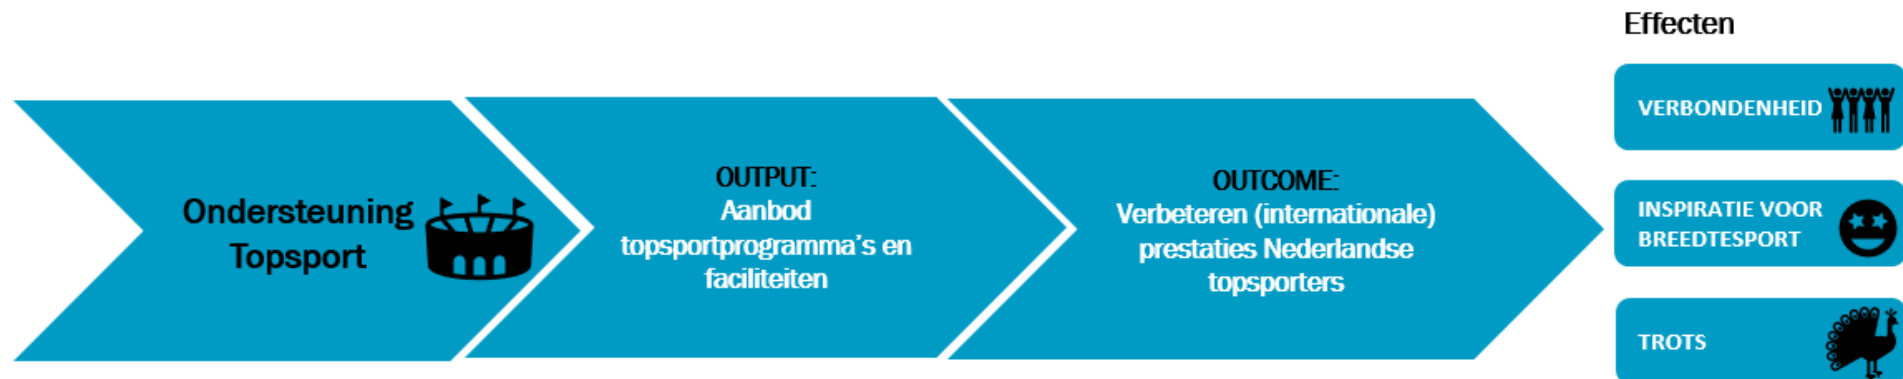 Ondersteuning
Topsport
OUTPUT:
Aanbod
topsportprogramma's en
faciliteiten
OUTCOME:
Verbeteren (internationale)
prestaties Nederlandse
topsporters
Effecten
VERBONDENHEID
INSPIRATIE VOOR
BREEDTESPORT
TROTS